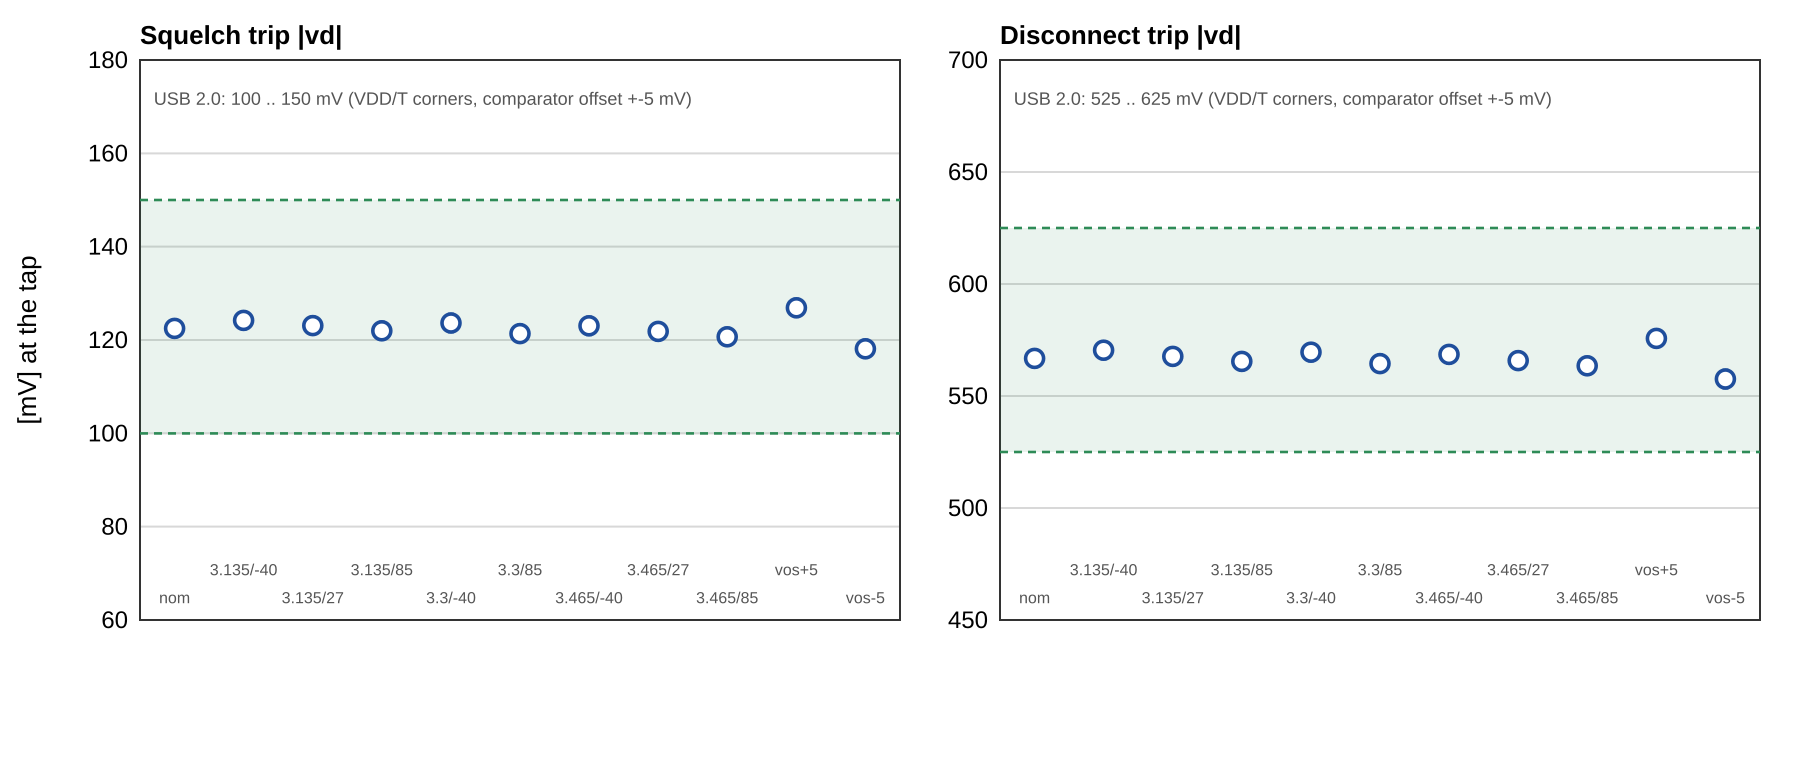 Squelch trip |vd|
180
USB 2.0: 100 .. 150 mV (VDD/T corners, comparator offset +-5 mV)
160
140
120
100
80
60
[mV] at the tap
3.135/-40
3.135/85
3.3/85
3.465/27
vos+5
nom
3.135/27
3.3/-40
3.465/-40
3.465/85
vos-5
Disconnect trip |vd|
700
USB 2.0: 525 .. 625 mV (VDD/T corners, comparator offset +-5 mV)
650
600
550
500
450
3.135/-40
3.135/85
3.3/85
3.465/27
vos+5
nom
3.135/27
3.3/-40
3.465/-40
3.465/85
vos-5